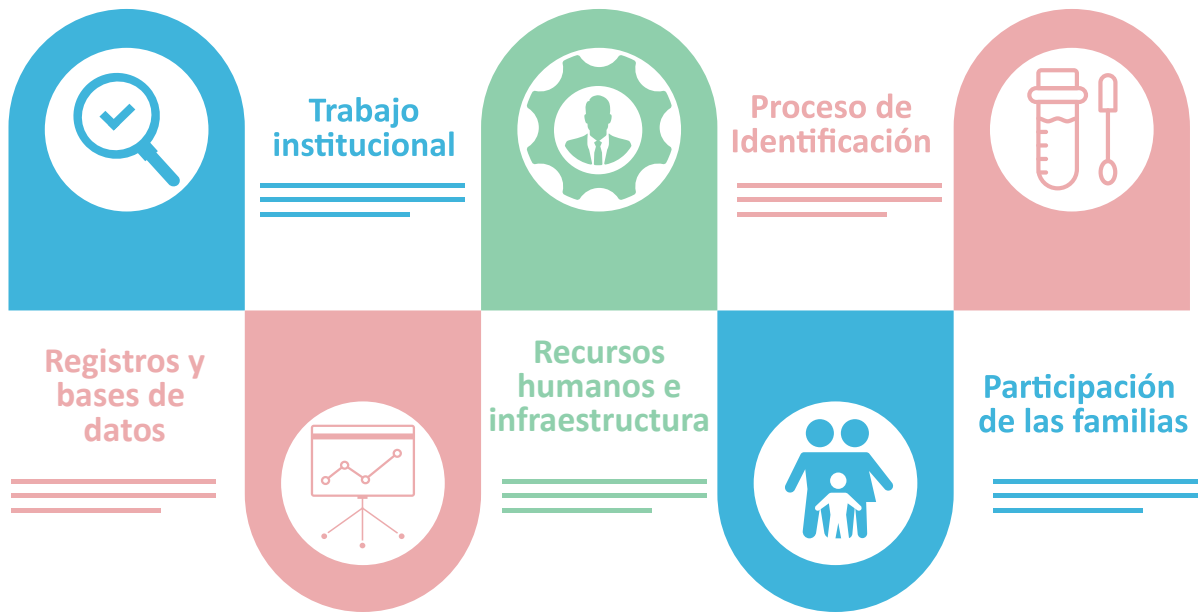 Trabajo
institucional
Proceso de
Identificación
Registros y
bases de
datos
Recursos
humanos e
infraestructura
Participación
de las familias